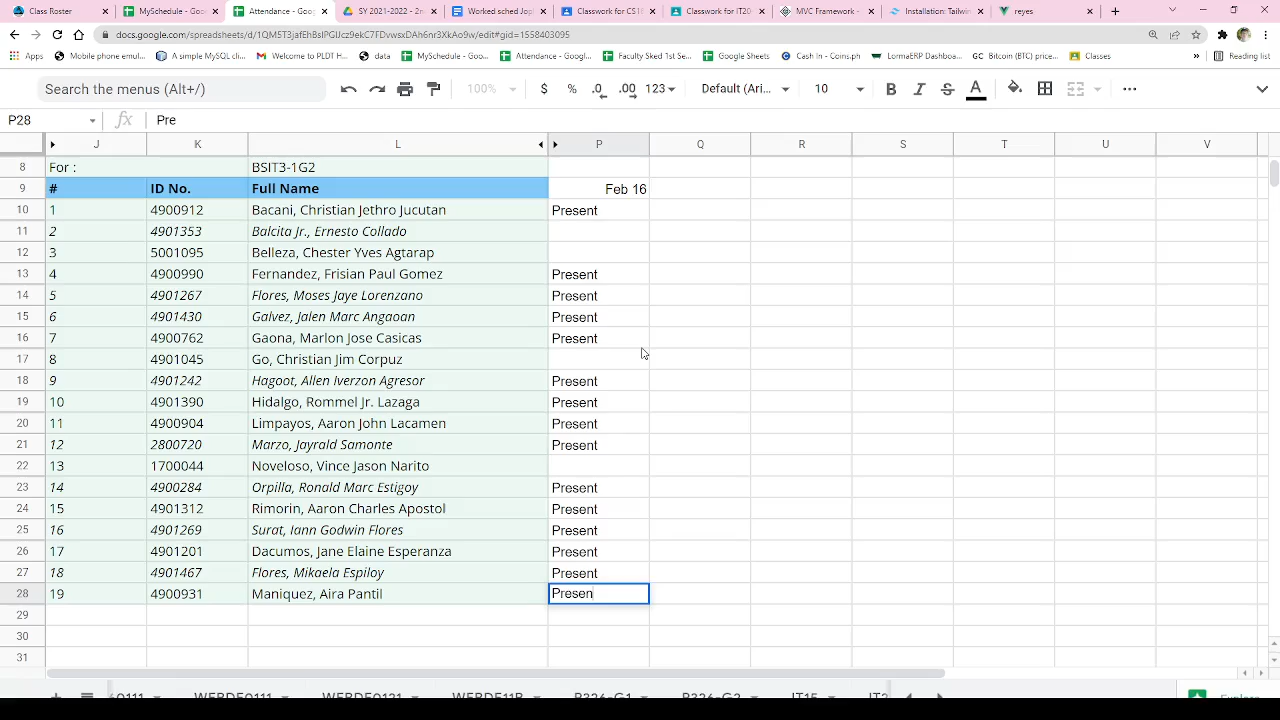 Class Roster
MySchedule - Goo
Attendance - Googl
SY 2021-2022 - 2n
Worked sched Jop
Classwork for CS1
Classwork for IT20
MVC Framework -
Installation: Tailwin
reyes
docs.google.com/spreadsheets/d/1QM5T3jafEhBsIPGIJcz9ekC7FDvwsxDAh6nr3XkAo9w/edit#gid=1558403095
Apps
Mobile phone emul...
A simple MySQL cli...
Welcome My PLDT H...
data
MySchedule - Goo...
Attendance - Googl...
Faculty Sked 1st Se...
Google Sheets
Cash In - Coins.ph
LormaERP Dashboa...
Bitcoin (BTC) price...
Classes
»
Reading list
Search the menus (Alt+/)
100%
$
%
.0
.00
123
Default (Ari...
10
B
I
S
A
P28
fx
Pre
J K L P Q R S T U V
8 For : BSIT3-1G2
9 # ID No. Full Name Feb 16
10 1 4900912 Bacani, Christian Jethro Jucutan Present
11 2 4901353 Balcita Jr., Ernesto Collado
12 3 5001095 Belleza, Chester Yves Agtarap
13 4 4900990 Fernandez, Frisian Paul Gomez Present
14 5 4901267 Flores, Moses Jaye Lorenzano Present
15 6 4901430 Galvez, Jalen Marc Angaoan Present
16 7 4900762 Gaona, Marlon Jose Casicas Present
17 8 4901045 Go, Christian Jim Corpuz
18 9 4901242 Hagoot, Allen Iverzon Agresor Present
19 10 4901390 Hidalgo, Rommel Jr. Lazaga Present
20 11 4900904 Limpayos, Aaron John Lacamen Present
21 12 2800720 Marzo, Jayrald Samonte Present
22 13 1700044 Noveloso, Vince Jason Narito
23 14 4900284 Orpilla, Ronald Marc Estigoy Present
24 15 4901312 Rimorin, Aaron Charles Apostol Present
25 16 4901269 Surat, Iann Godwin Flores Present
26 17 4901201 Dacumos, Jane Elaine Esperanza Present
27 18 4901467 Flores, Mikaela Espiloy Present
28 19 4900931 Maniquez, Aira Pantil Presen
29
30
31
WEBDE0111
WEBDE0121
WEBDE11B
B326-G1
B326-G2
IT15
Explore